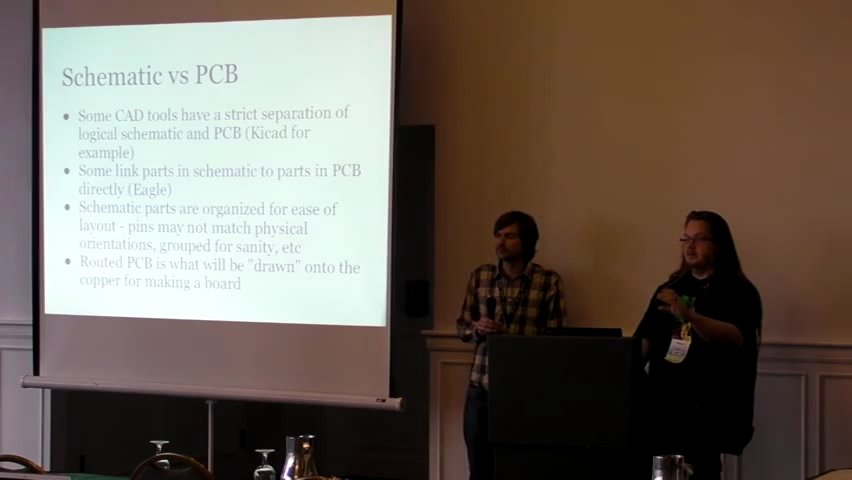 Schematic vs PCB
● Some CAD tools have a strict separation of
logical schematic and PCB (Kicad for
example)
● Some link parts in schematic to parts in PCB
directly (Eagle)
● Schematic parts are organized for ease of
layout - pins may not match physical
orientations, grouped for sanity, etc
● Routed PCB is what will be "drawn" onto the
copper for making a board